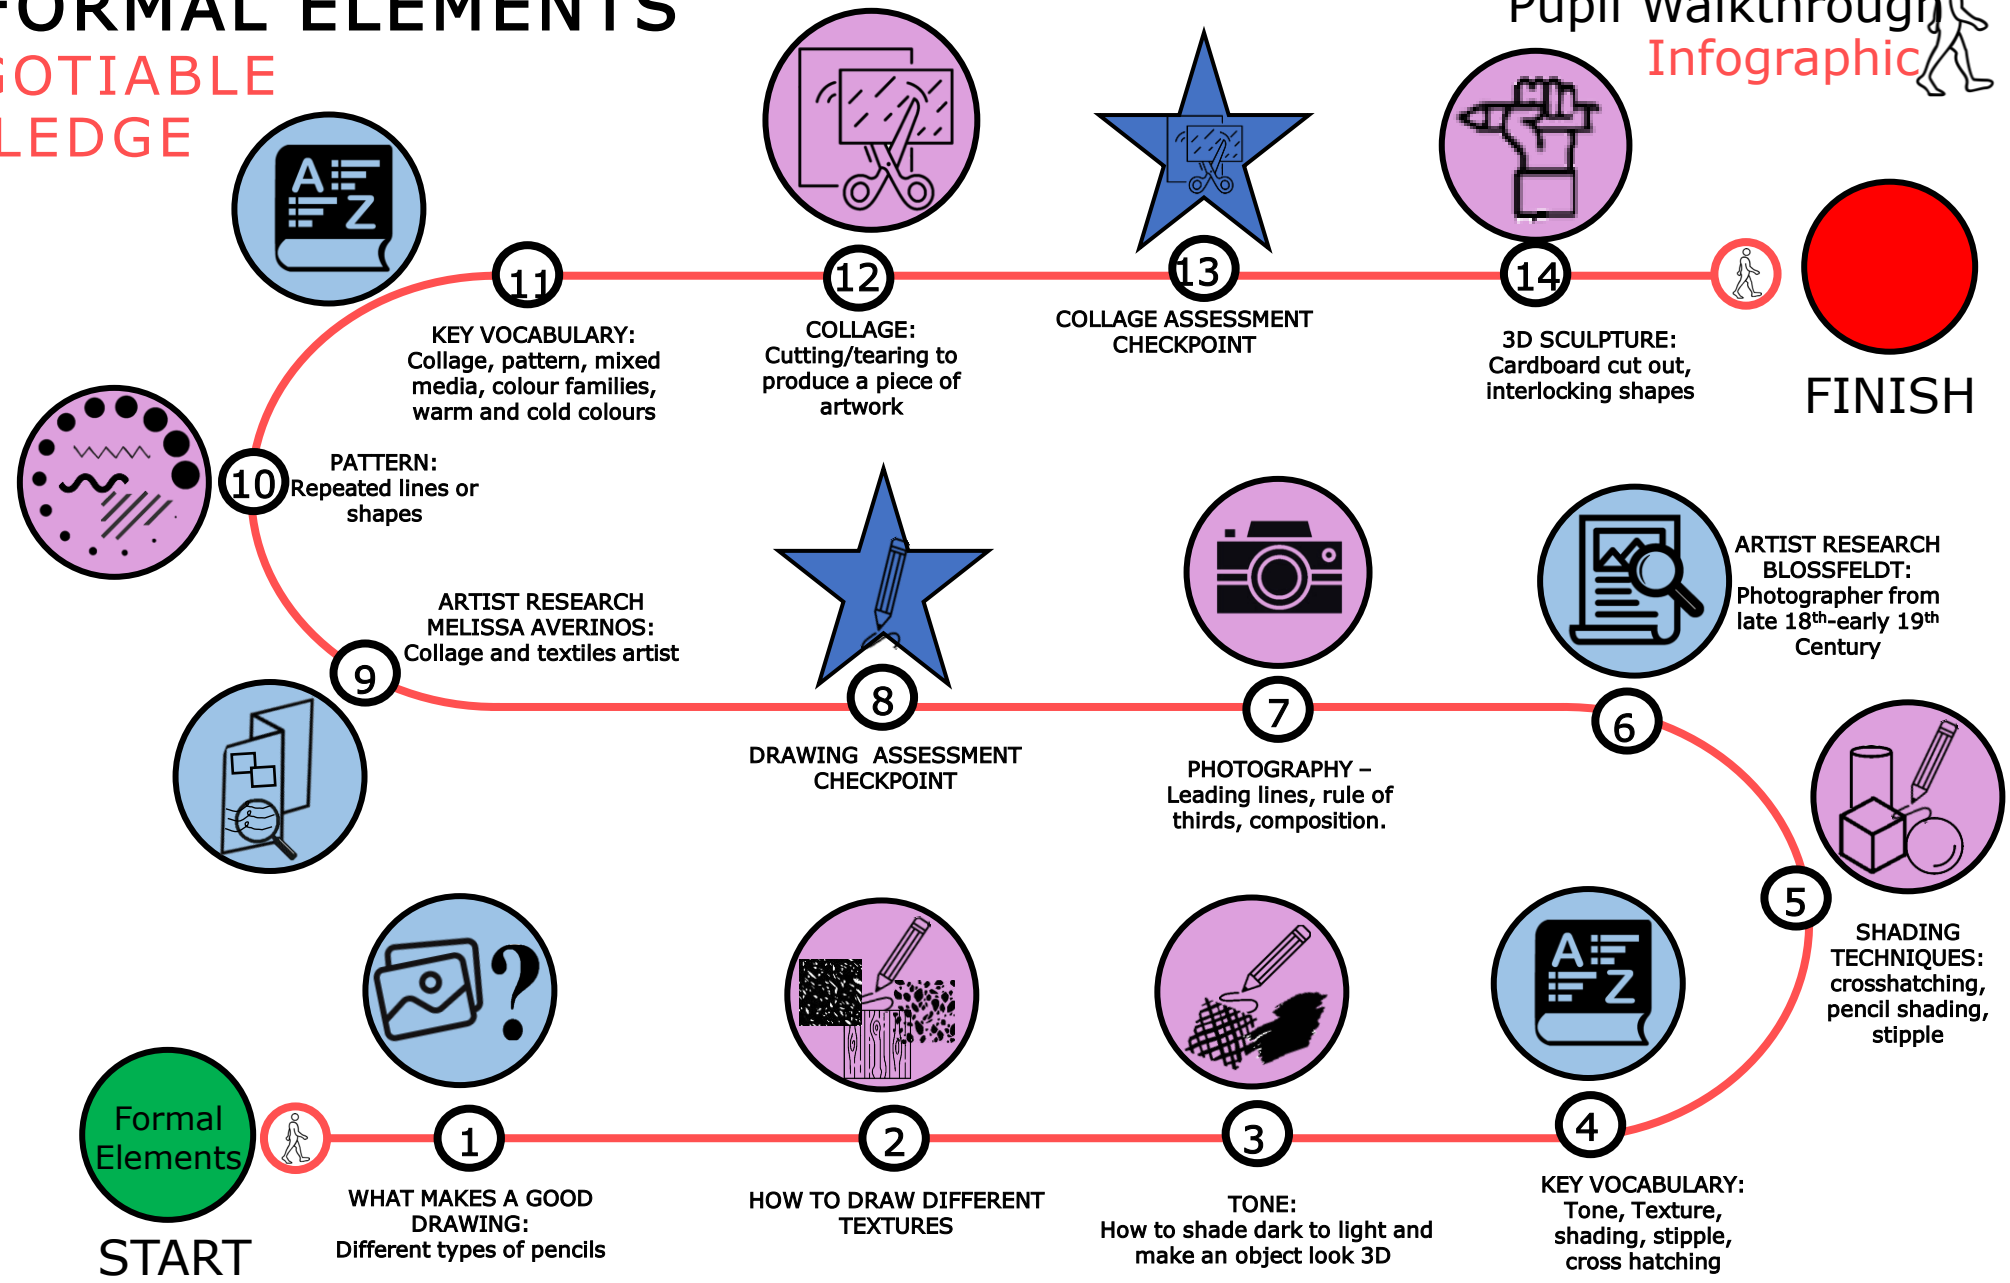 FORMAL ELEMENTS
GOTIABLE
LEDGE
Pupil Walkthrough
Infographic
A
Z
11
KEY VOCABULARY:
Collage, pattern, mixed
media, colour families,
warm and cold colours
12
COLLAGE:
Cutting/tearing to
produce a piece of
artwork
13
COLLAGE ASSESSMENT
CHECKPOINT
14
3D SCULPTURE:
Cardboard cut out,
interlocking shapes
FINISH
10
PATTERN:
Repeated lines or
shapes
9
ARTIST RESEARCH
MELISSA AVERINOS:
Collage and textiles artist
8
DRAWING ASSESSMENT
CHECKPOINT
7
PHOTOGRAPHY –
Leading lines, rule of
thirds, composition.
6
ARTIST RESEARCH
BLOSSFELDT:
Photographer from
late 18th-early 19th
Century
5
SHADING
TECHNIQUES:
crosshatching,
pencil shading,
stipple
Formal
Elements
START
1
WHAT MAKES A GOOD
DRAWING:
Different types of pencils
?
2
HOW TO DRAW DIFFERENT
TEXTURES
3
TONE:
How to shade dark to light and
make an object look 3D
A
Z
4
KEY VOCABULARY:
Tone, Texture,
shading, stipple,
cross hatching